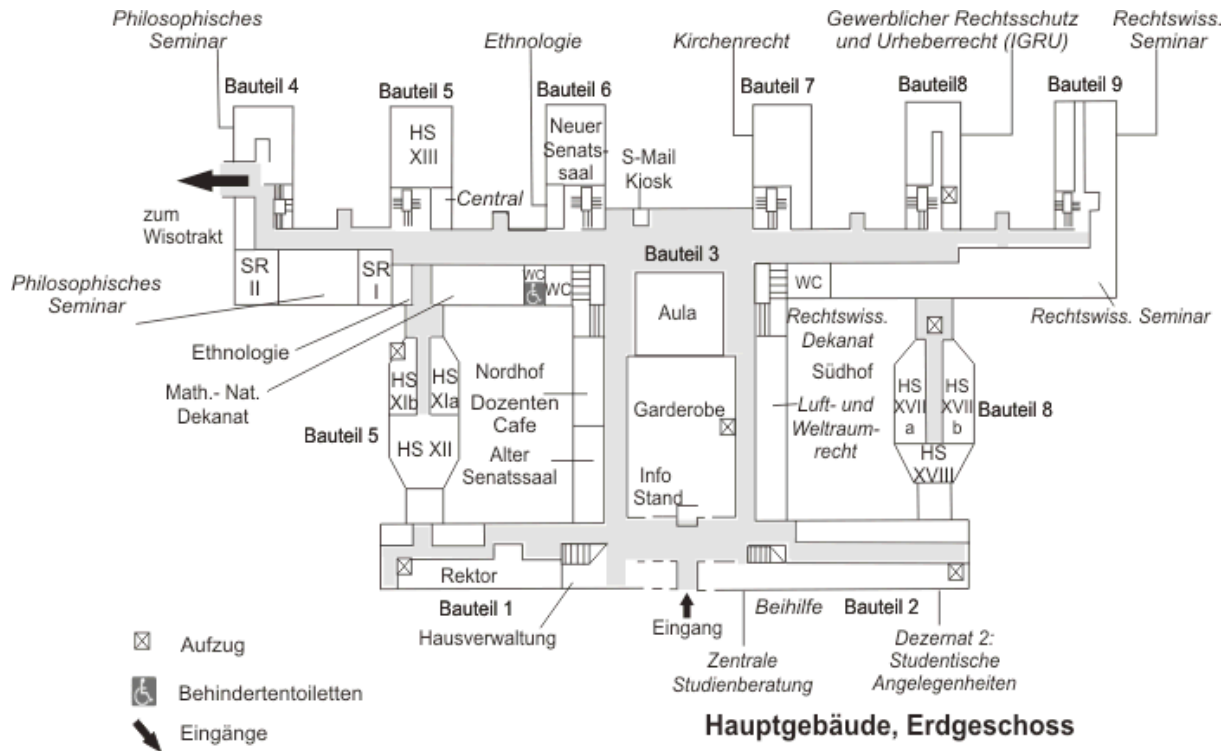 Philosophisches
Seminar
Ethnologie
Kirchenrecht
Gewerblicher Rechtsschutz
und Urheberrecht (IGRU)
Rechtswiss.
Seminar
Bauteil 4
Bauteil 5
Bauteil 6
Bauteil 7
Bauteil8
Bauteil 9
HS
XIII
Neuer
Senats-
saal
S-Mail
Kiosk
Central
zum
Wisotrakt
Bauteil 3
SR
II
SR
I
WC
WC
WC
Philosophisches
Seminar
Aula
Rechtswiss.
Dekanat
Rechtswiss. Seminar
Ethnologie
Math.- Nat.
Dekanat
HS
XIb
HS
XIa
Nordhof
Dozenten
Cafe
Garderobe
Südhof
Luft- und
Weltraum-
recht
HS
XVII
a
HS
XVII
b
Bauteil 8
Bauteil 5
HS XII
Alter
Senatssaal
Info
Stand
HS
XVIII
Rektor
Bauteil 1
Hausverwaltung
Eingang
Beihilfe
Bauteil 2
Zentrale
Studienberatung
Dezernat 2:
Studentische
Angelegenheiten
Aufzug
Behindertentoiletten
Eingänge
Hauptgebäude, Erdgeschoss